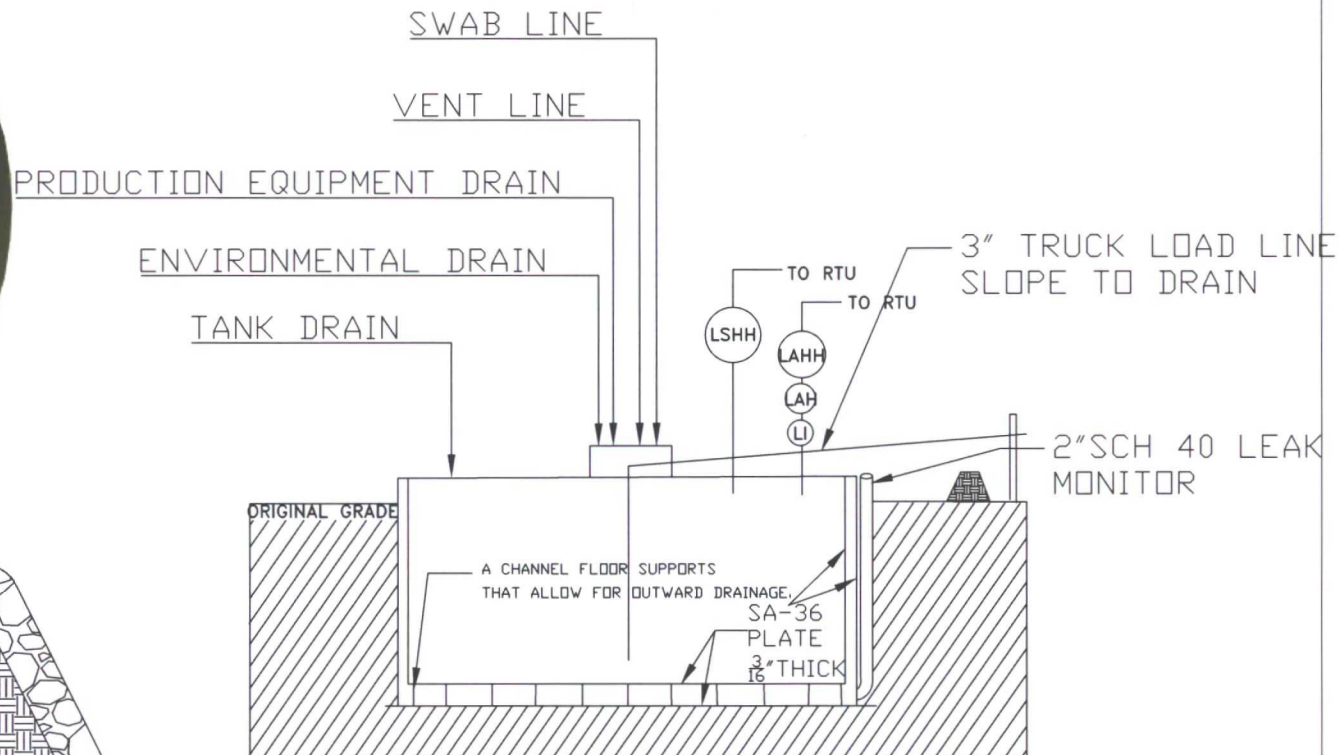 SWAB LINE
VENT LINE
PRODUCTION EQUIPMENT DRAIN
ENVIRONMENTAL DRAIN
TANK DRAIN
TO RTU
TO RTU
3" TRUCK LOAD LINE
SLOPE TO DRAIN
LSHH
LAHH
LAH
LI
2"SCH 40 LEAK
MONITOR
ORIGINAL GRADE
A CHANNEL FLOOR SUPPORTS
THAT ALLOW FOR OUTWARD DRAINAGE.
SA-36
PLATE
3/16"THICK